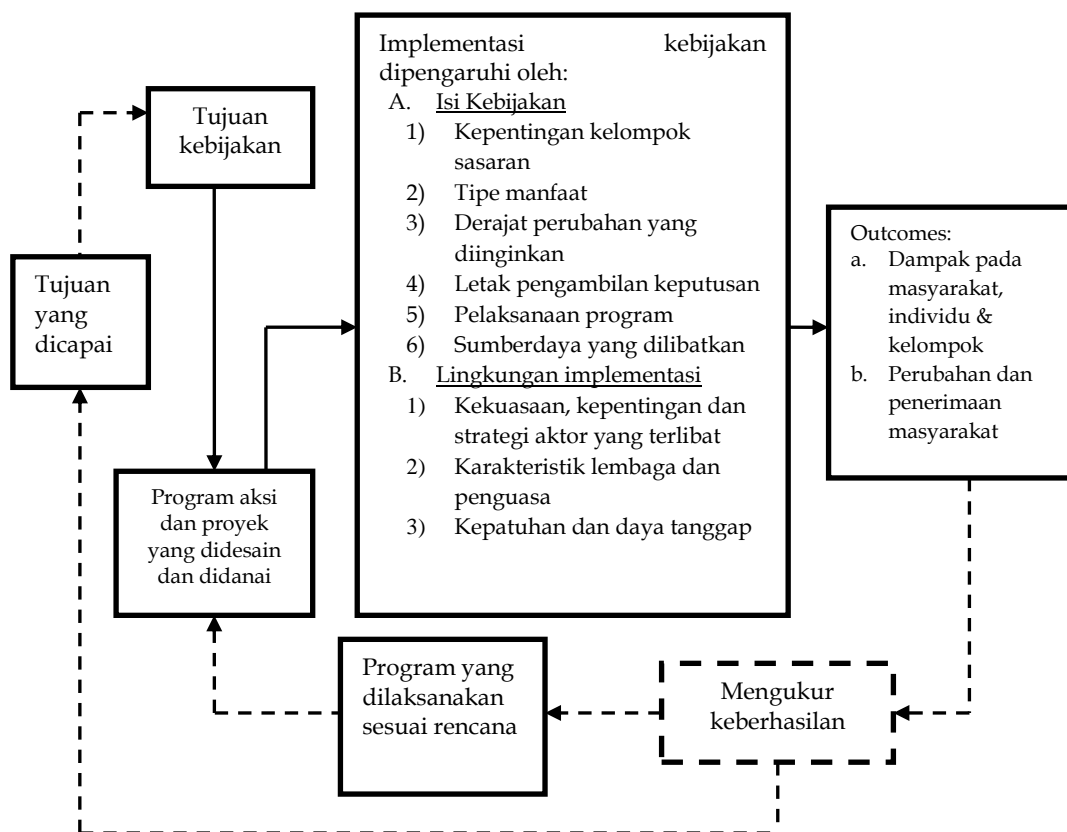 Tujuan
kebijakan
Tujuan
yang
dicapai
Program aksi
dan proyek
yang didesain
dan didanai
Implementasi kebijakan
dipengaruhi oleh:
A. Isi Kebijakan
1) Kepentingan kelompok
sasaran
2) Tipe manfaat
3) Derajat perubahan yang
diinginkan
4) Letak pengambilan keputusan
5) Pelaksanaan program
6) Sumberdaya yang dilibatkan
B. Lingkungan implementasi
1) Kekuasaan, kepentingan dan
strategi aktor yang terlibat
2) Karakteristik lembaga dan
penguasa
3) Kepatuhan dan daya tanggap
Outcomes:
a. Dampak pada
masyarakat,
individu &
kelompok
b. Perubahan dan
penerimaan
masyarakat
Program yang
dilaksanakan
sesuai rencana
Mengukur
keberhasilan